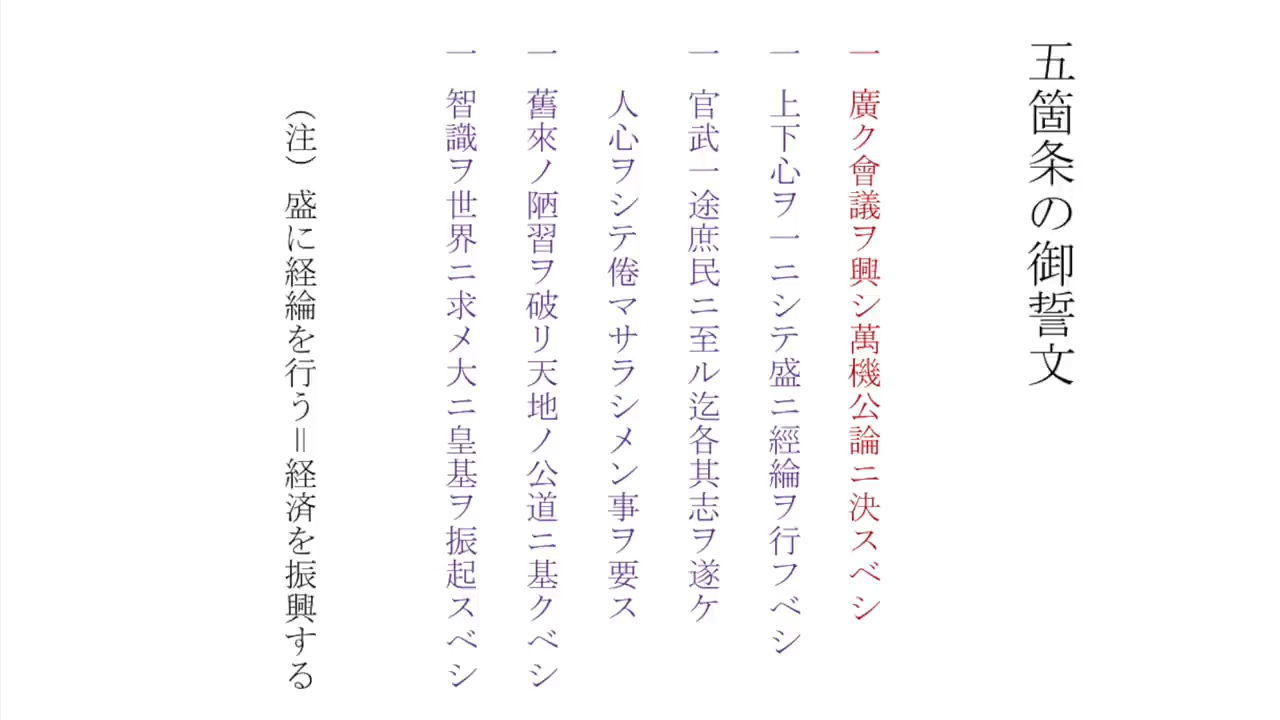 五箇条の御誓文
一 廣ク會議ヲ興シ萬機公論ニ決スベシ
一 上下心ヲ一ニシテ盛ニ經綸ヲ行フベシ
一 官武一途庶民ニ至ル迄各其志ヲ遂ケ
人心ヲシテ倦マサラシメン事ヲ要ス
一 舊來ノ陋習ヲ破リ天地ノ公道ニ基クベシ
一 智識ヲ世界ニ求メ大ニ皇基ヲ振起スベシ
（注）盛に経綸を行う＝経済を振興する